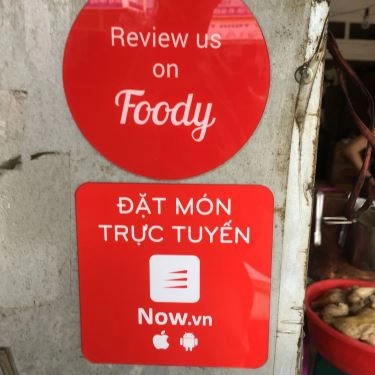 Review us
on
Foody
ĐẶT MÓN
TRỰC TUYẾN
Now.vn